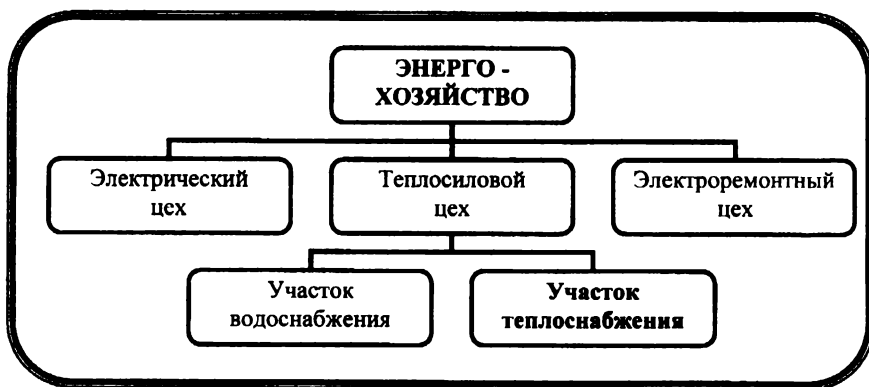 ЭНЕРГО -
ХОЗЯЙСТВО
Электрический
цех
Теплосиловой
цех
Электроремонтный
цех
Участок
водоснабжения
Участок
теплоснабжения